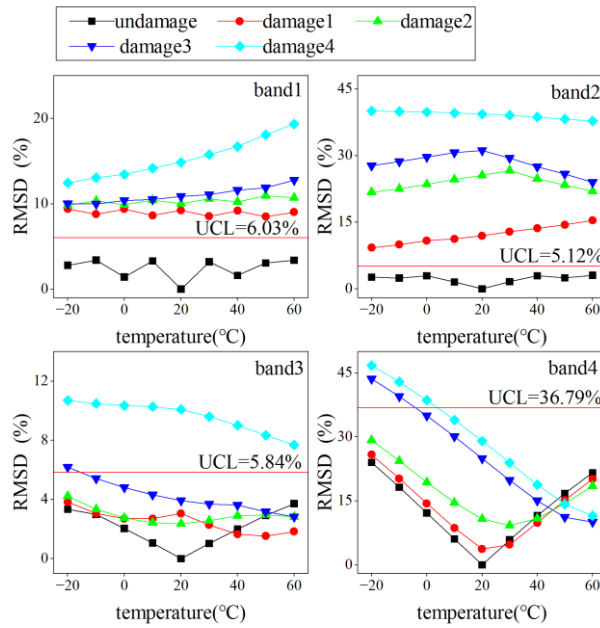 undamage damage1 damage2
damage3 damage4
band1
RMSD (%)
20
10
0
UCL=6.03%
−20 0 20 40 60
temperature(°C)
band2
RMSD (%)
45
30
15
0
UCL=5.12%
−20 0 20 40 60
temperature(°C)
band3
RMSD (%)
12
8
4
0
UCL=5.84%
−20 0 20 40 60
temperature(°C)
band4
RMSD (%)
45
30
15
0
UCL=36.79%
−20 0 20 40 60
temperature(°C)